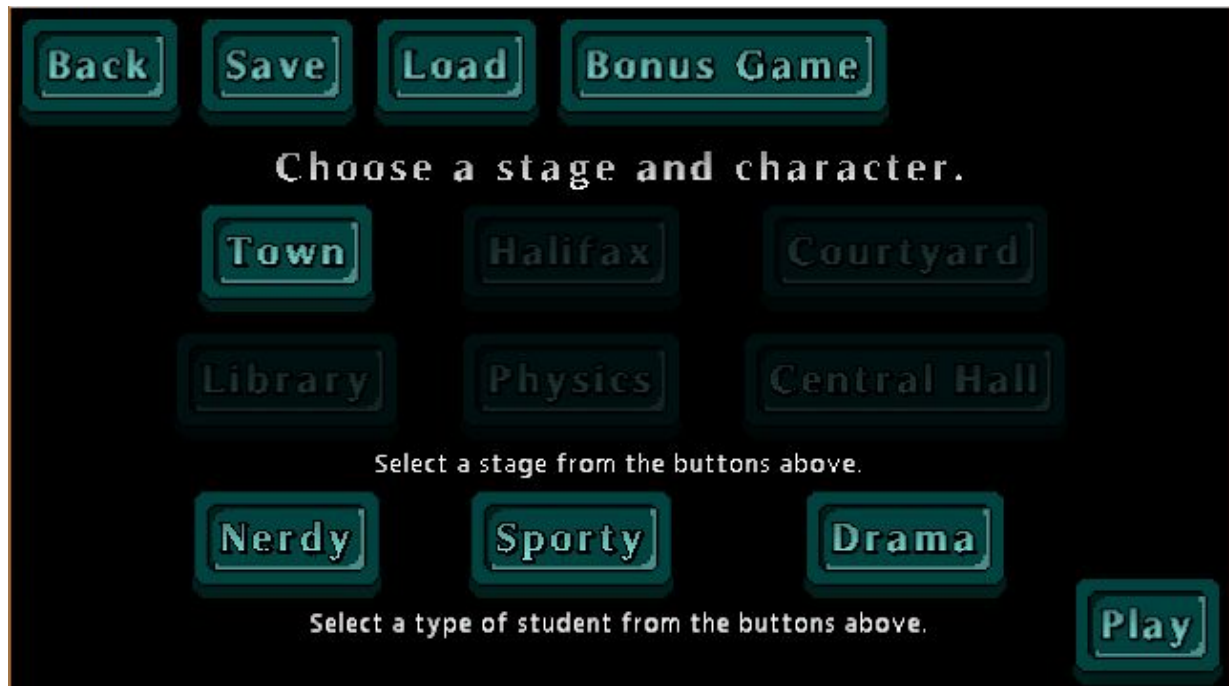 Back Save Load Bonus Game
Choose a stage and character.
Town Halifax Courtyard
Library Physics Central Hall
Select a stage from the buttons above.
Nerdy Sporty Drama
Select a type of student from the buttons above.
Play